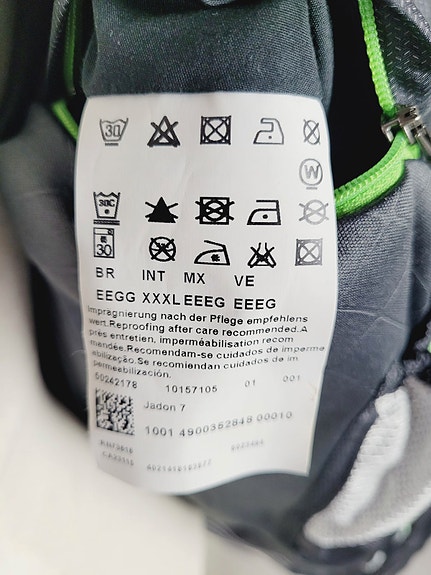 30
W
30C
30
BR INT MX VE
EEGG XXXL EEEG EEEG
Imprägnierung nach der Pflege empfehlens
wert.Reproofing after care recommended.A
près entretien, imperméabilisation recom
mandée.Recomendam-se cuidados de imperme
abilização.Se recomiendan cuidados de im
permeabilización.
00242178 10157105 01 001
Jadon 7
1001 4900352848 00010